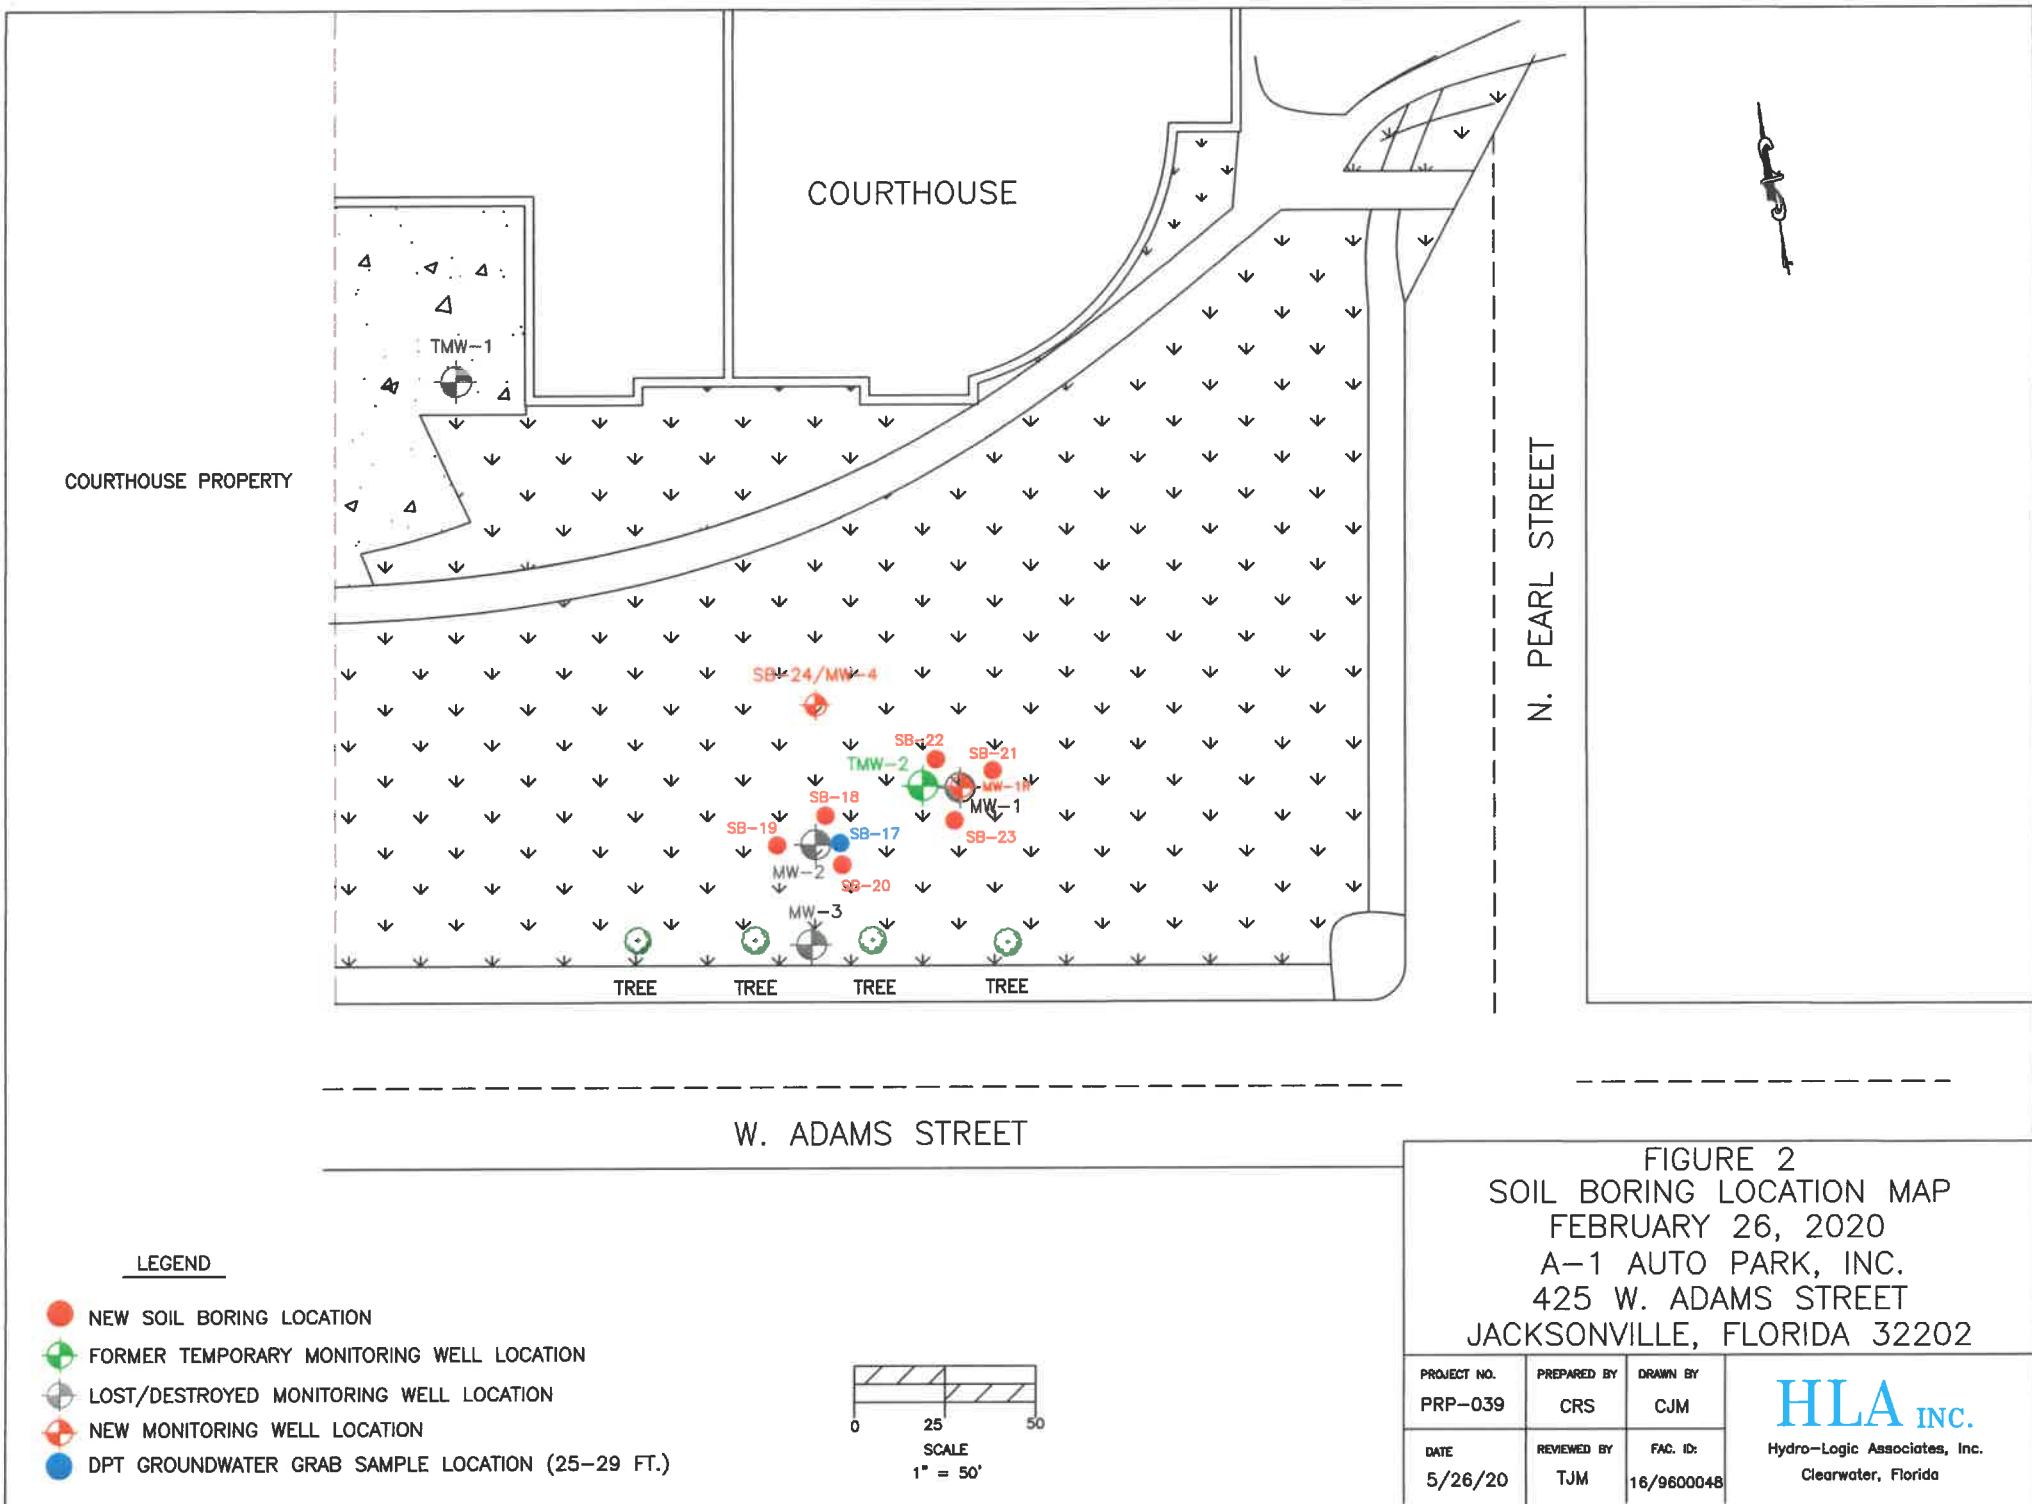 COURTHOUSE
TMW-1
COURTHOUSE PROPERTY
N. PEARL STREET
SB-24/MW-4
SB-22
SB-21
TMW-2
MW-1R
MW-1
SB-18
SB-23
SB-19
SB-17
MW-2
SB-20
MW-3
TREE TREE TREE TREE
W. ADAMS STREET
LEGEND
NEW SOIL BORING LOCATION
FORMER TEMPORARY MONITORING WELL LOCATION
LOST/DESTROYED MONITORING WELL LOCATION
NEW MONITORING WELL LOCATION
DPT GROUNDWATER GRAB SAMPLE LOCATION (25-29 FT.)
0 25 50
SCALE
1" = 50'
FIGURE 2
SOIL BORING LOCATION MAP
FEBRUARY 26, 2020
A-1 AUTO PARK, INC.
425 W. ADAMS STREET
JACKSONVILLE, FLORIDA 32202
PROJECT NO. PREPARED BY DRAWN BY
PRP-039 CRS CJM
DATE REVIEWED BY FAC. ID:
5/26/20 TJM 16/9600048
HLA INC.
Hydro-Logic Associates, Inc.
Clearwater, Florida